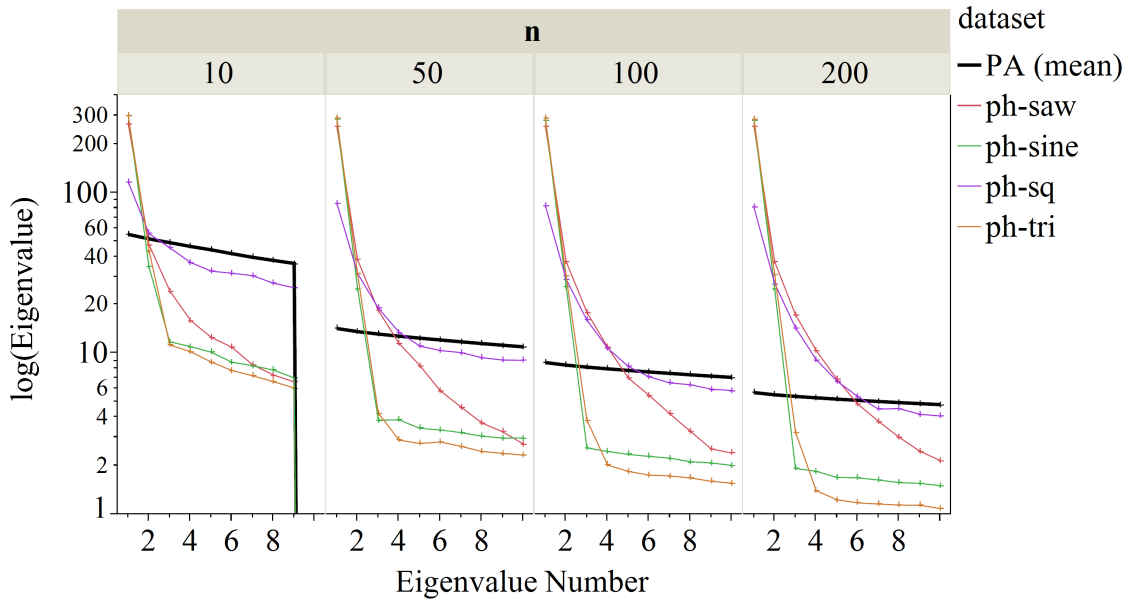 n
10 50 100 200
log(Eigenvalue)
300
200
100
60
40
20
10
6
4
2
1
2 4 6 8 2 4 6 8 2 4 6 8 2 4 6 8
Eigenvalue Number
dataset
PA (mean)
ph-saw
ph-sine
ph-sq
ph-tri